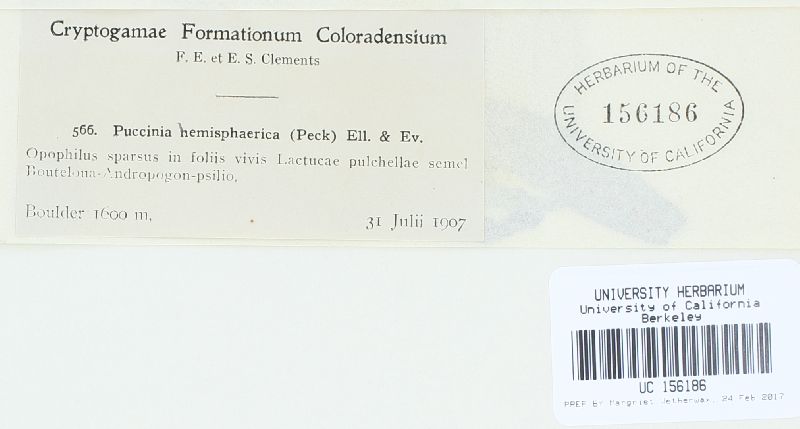 Cryptogamae Formationum Coloradensium
F. E. et E. S. Clements
566. Puccinia hemisphaerica (Peck) Ell. & Ev.
Opophilus sparsus in foliis vivis Lactucae pulchellae semel
Bouteloua-Andropogon-psilio,
Boulder 1600 m,
31 Julii 1907
HERBARIUM OF THE
156186
UNIVERSITY OF CALIFORNIA
UNIVERSITY HERBARIUM
University of California
Berkeley
UC 156186
PREP BY Margriet Wetherwax, 24 Feb 2017